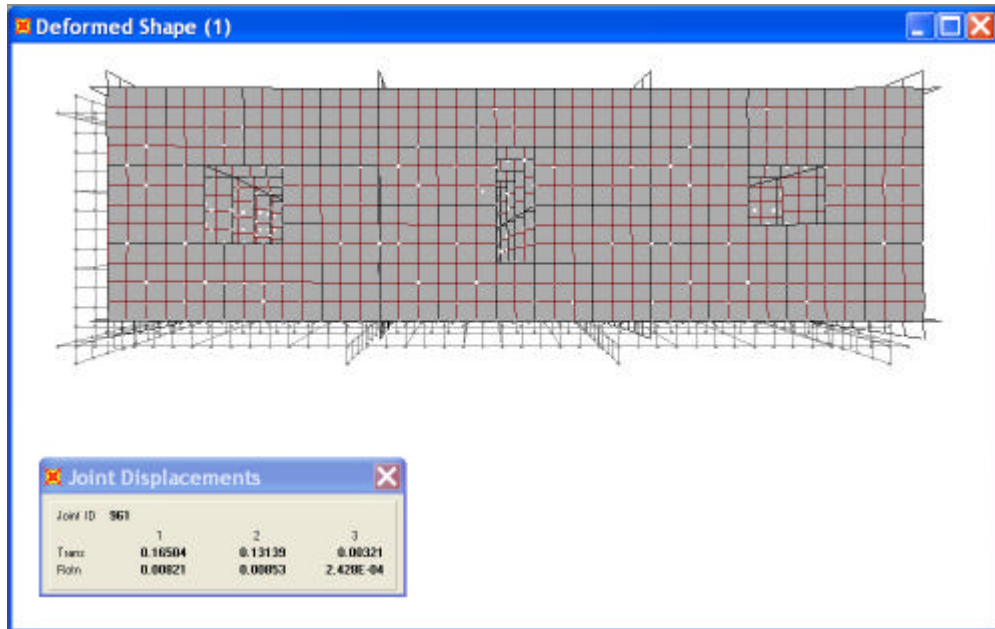 Deformed Shape (1)
Joint Displacements
Joint ID 961
1 2 3
Trans 0.16504 0.13139 0.00321
Rotn 0.00821 0.00853 2.428E-04